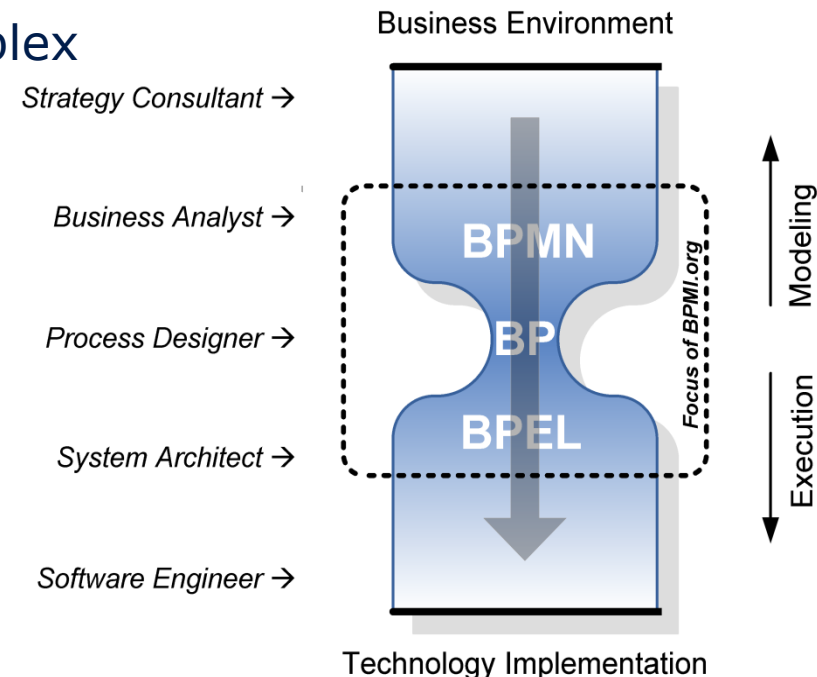 plex
Business Environment
Strategy Consultant →
Business Analyst →
BPMN
Modeling
Focus of BPMI.org
Process Designer →
BP
BPEL
System Architect →
Execution
Software Engineer →
Technology Implementation